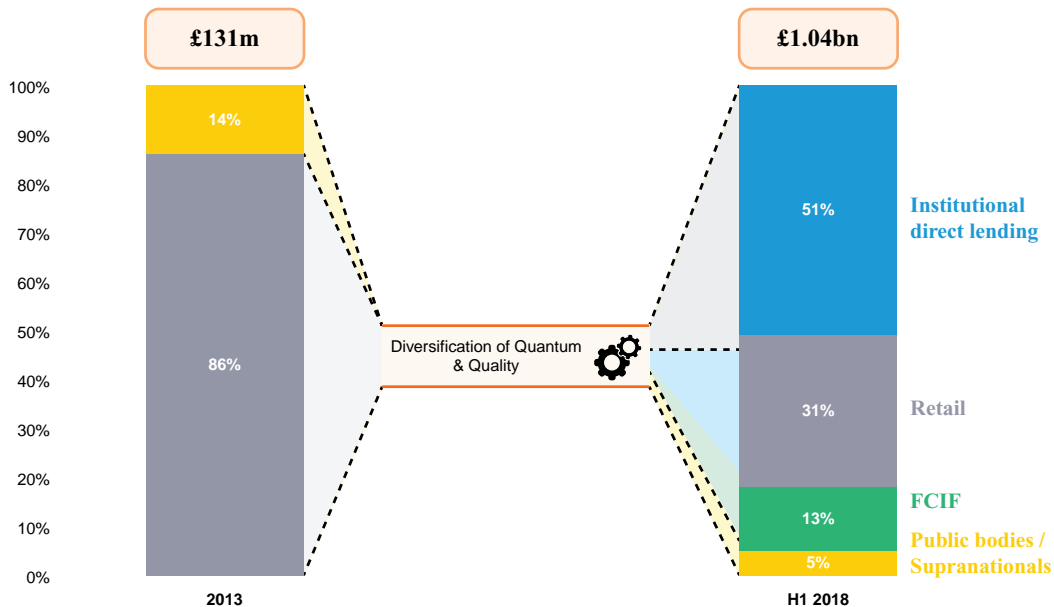 £131m
£1.04bn
100%
90%
80%
70%
60%
50%
40%
30%
20%
10%
0%
14%
86%
2013
Diversification of Quantum
& Quality
51%
31%
13%
5%
H1 2018
Institutional
direct lending
Retail
FCIF
Public bodies /
Supranationals